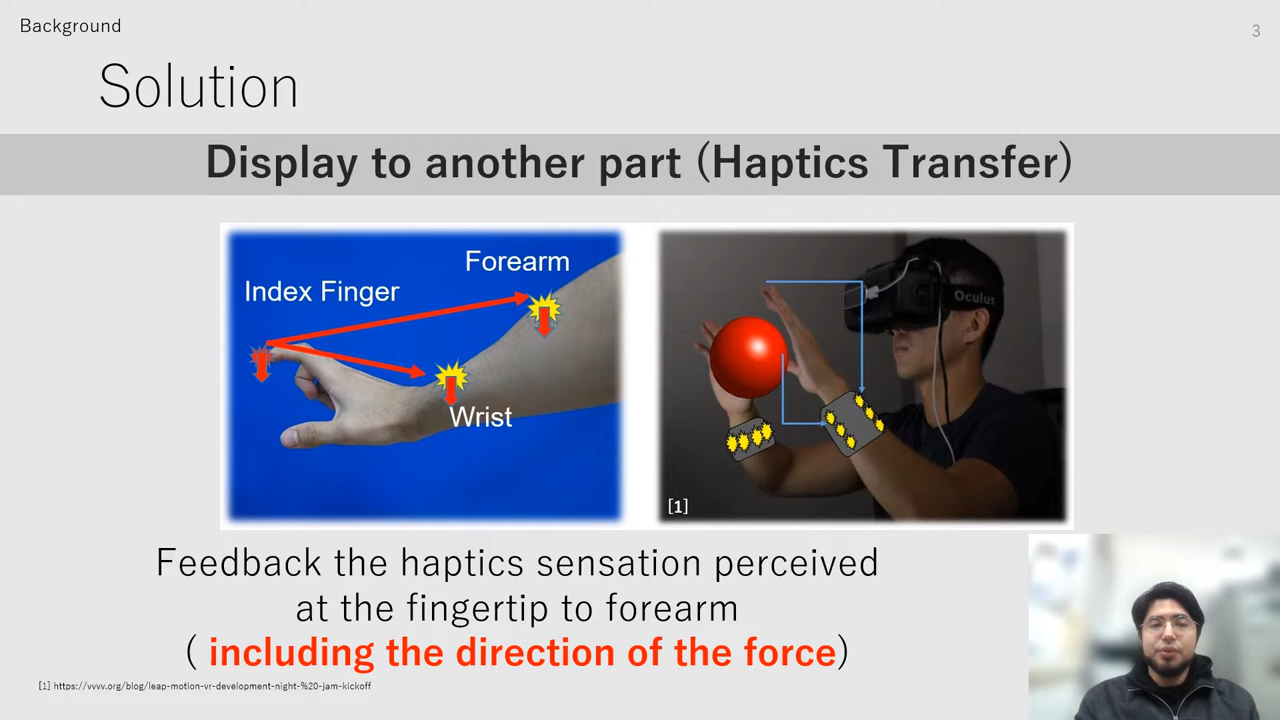 Background
3
Solution
Display to another part (Haptics Transfer)
Forearm
Index Finger
Wrist
Oculus
[1]
Feedback the haptics sensation perceived
at the fingertip to forearm
( including the direction of the force)
[1] https://vvvr.org/blog/leap-motion-vr-development-night-%20-jam-kickoff